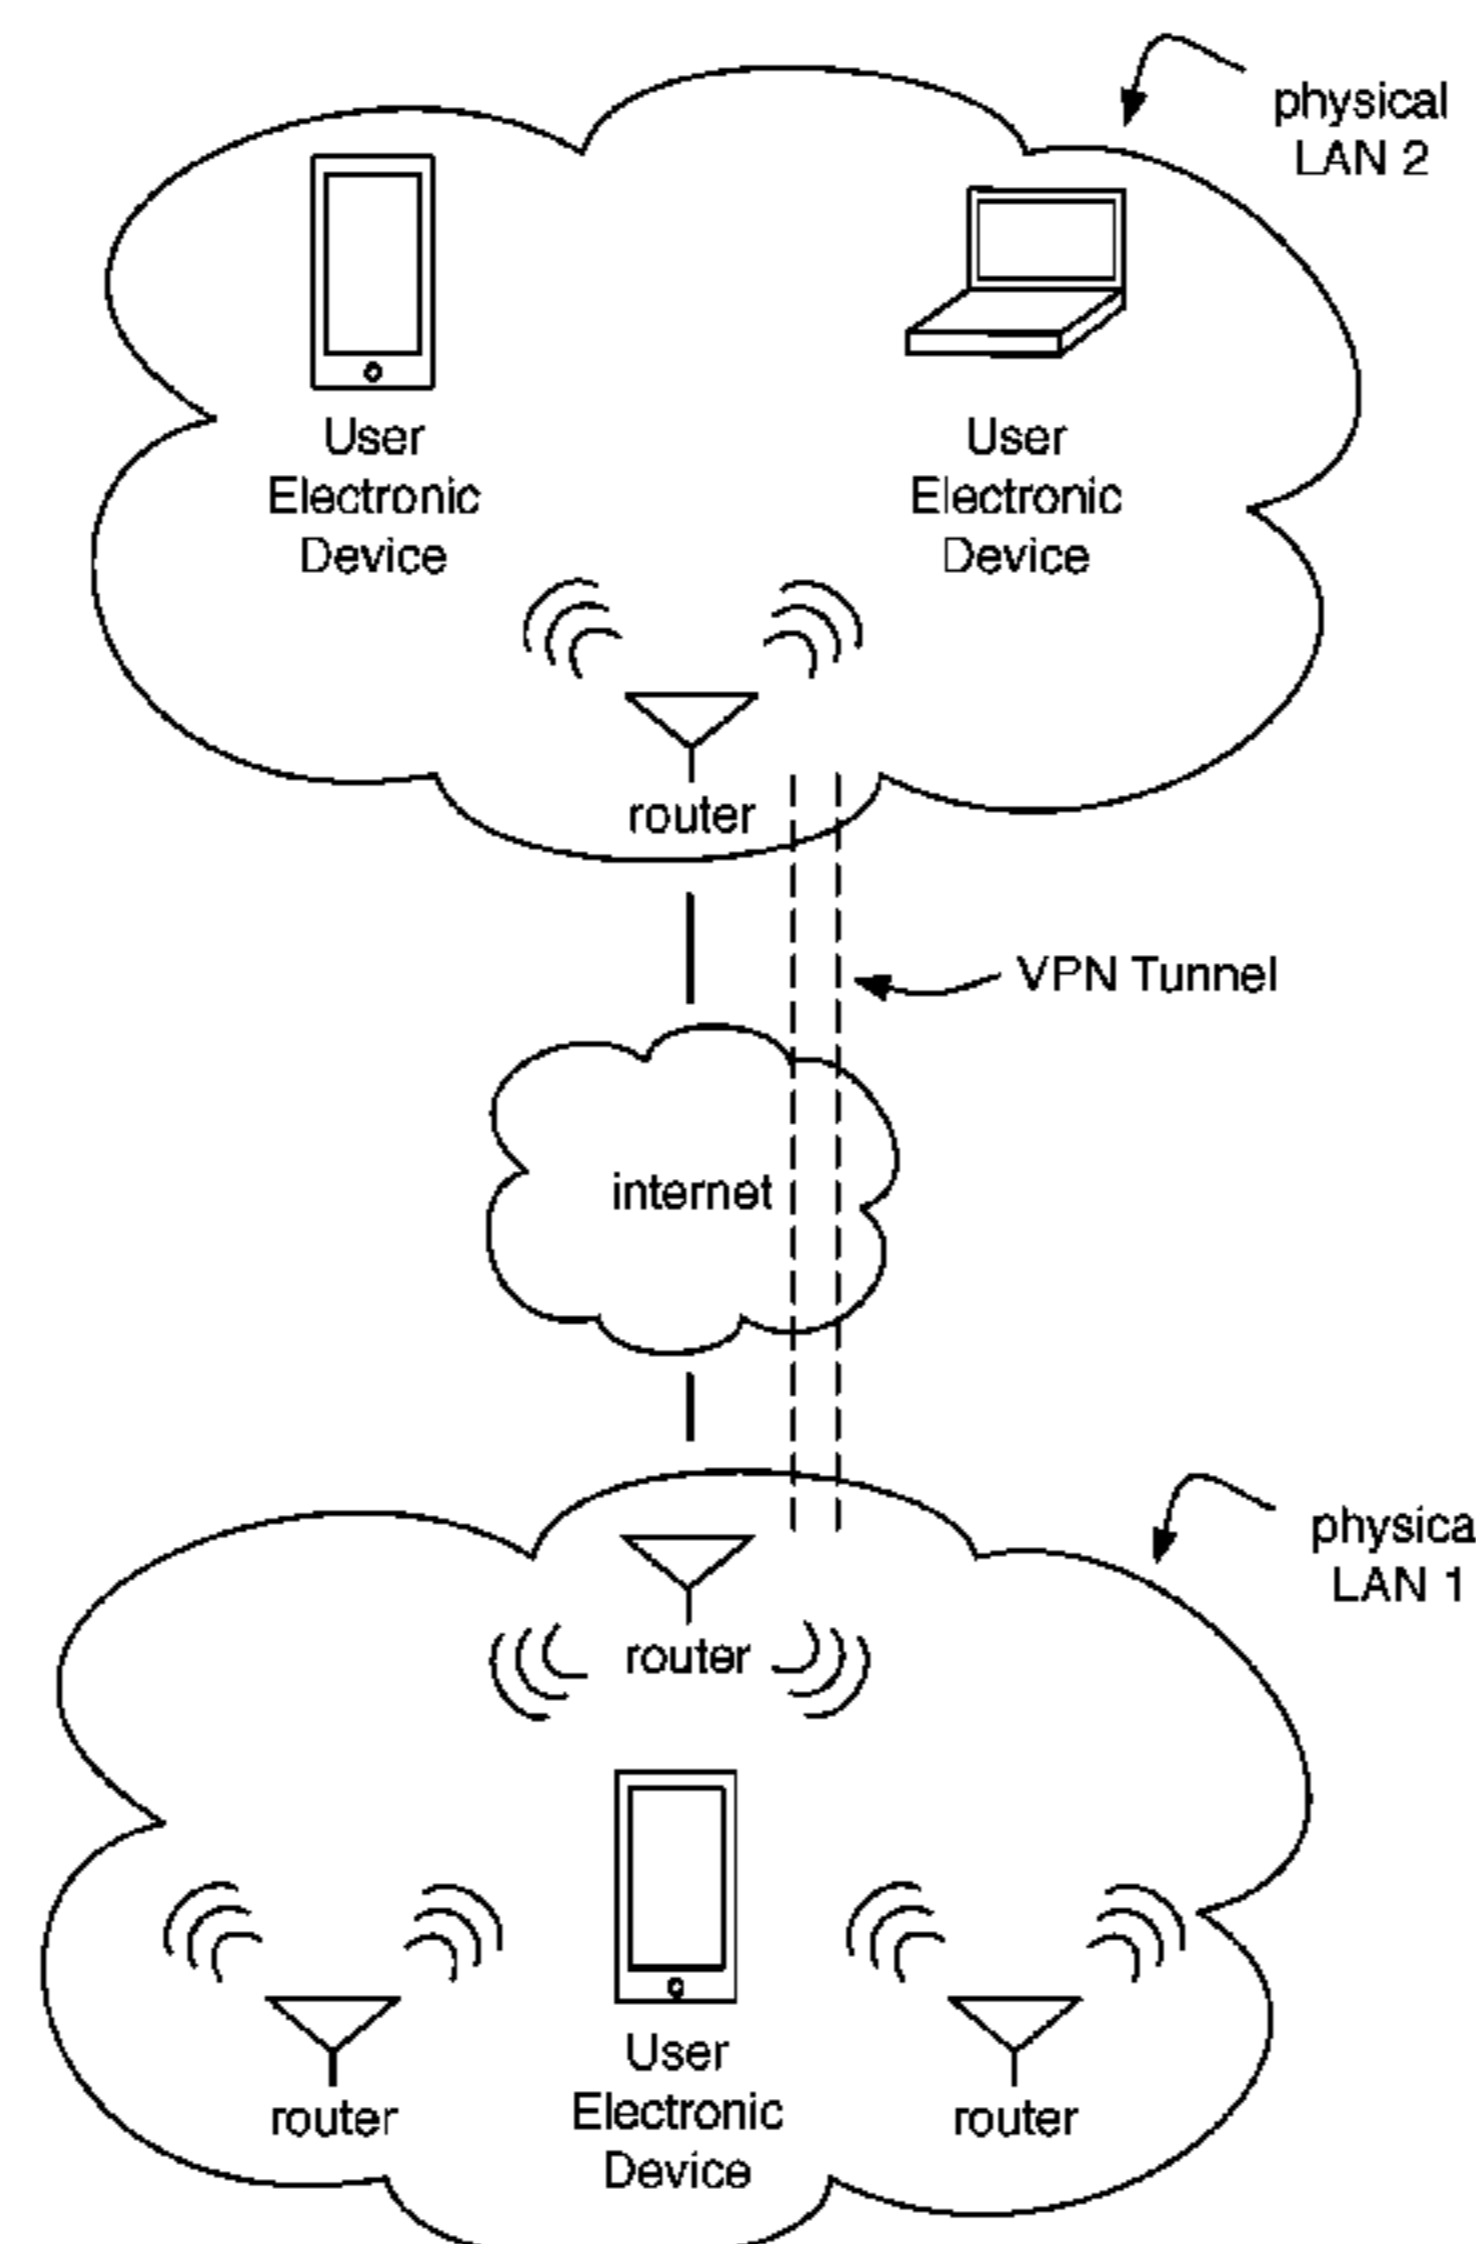 physical
LAN 2
User
Electronic
Device
User
Electronic
Device
router
VPN Tunnel
internet
physica
LAN 1
router
router
User
Electronic
Device
router